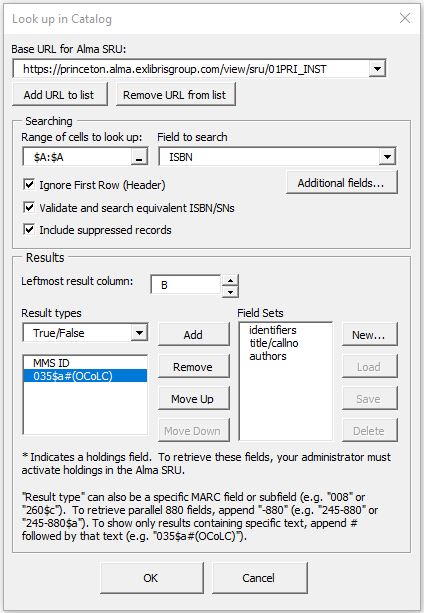 Look up in Catalog
Base URL for Alma SRU:
https://princeton.alma.exlibrisgroup.com/view/sru/01PRI_INST
Add URL to list
Remove URL from list
Searching
Range of cells to look up:
Field to search
$A:$A
ISBN
Ignore First Row (Header)
Additional fields...
Validate and search equivalent ISBN/SNs
Include suppressed records
Results
Leftmost result column:
B
Result types
Field Sets
True/False
Add
identifiers
title/callno
authors
New...
MMS ID
035$a#(OCoLC)
Remove
Load
Move Up
Save
Move Down
Delete
* Indicates a holdings field.  To retrieve these fields, your administrator must
activate holdings in the Alma SRU.
"Result type" can also be a specific MARC field or subfield (e.g. "008" or
"260$c").  To retrieve parallel 880 fields, append "-880" (e.g. "245-880" or
"245-880$a").  To show only results containing specific text, append #
followed by that text (e.g. "035$a#(OCoLC)").
OK
Cancel